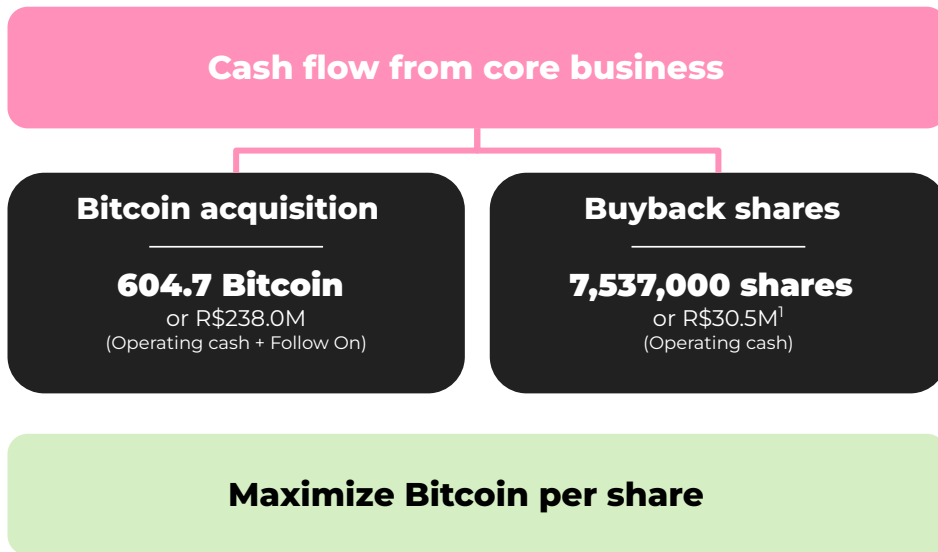 Cash flow from core business
Bitcoin acquisition
604.7 Bitcoin
or R$238.0M
(Operating cash + Follow On)
Buyback shares
7,537,000 shares
or R$30.5M¹
(Operating cash)
Maximize Bitcoin per share